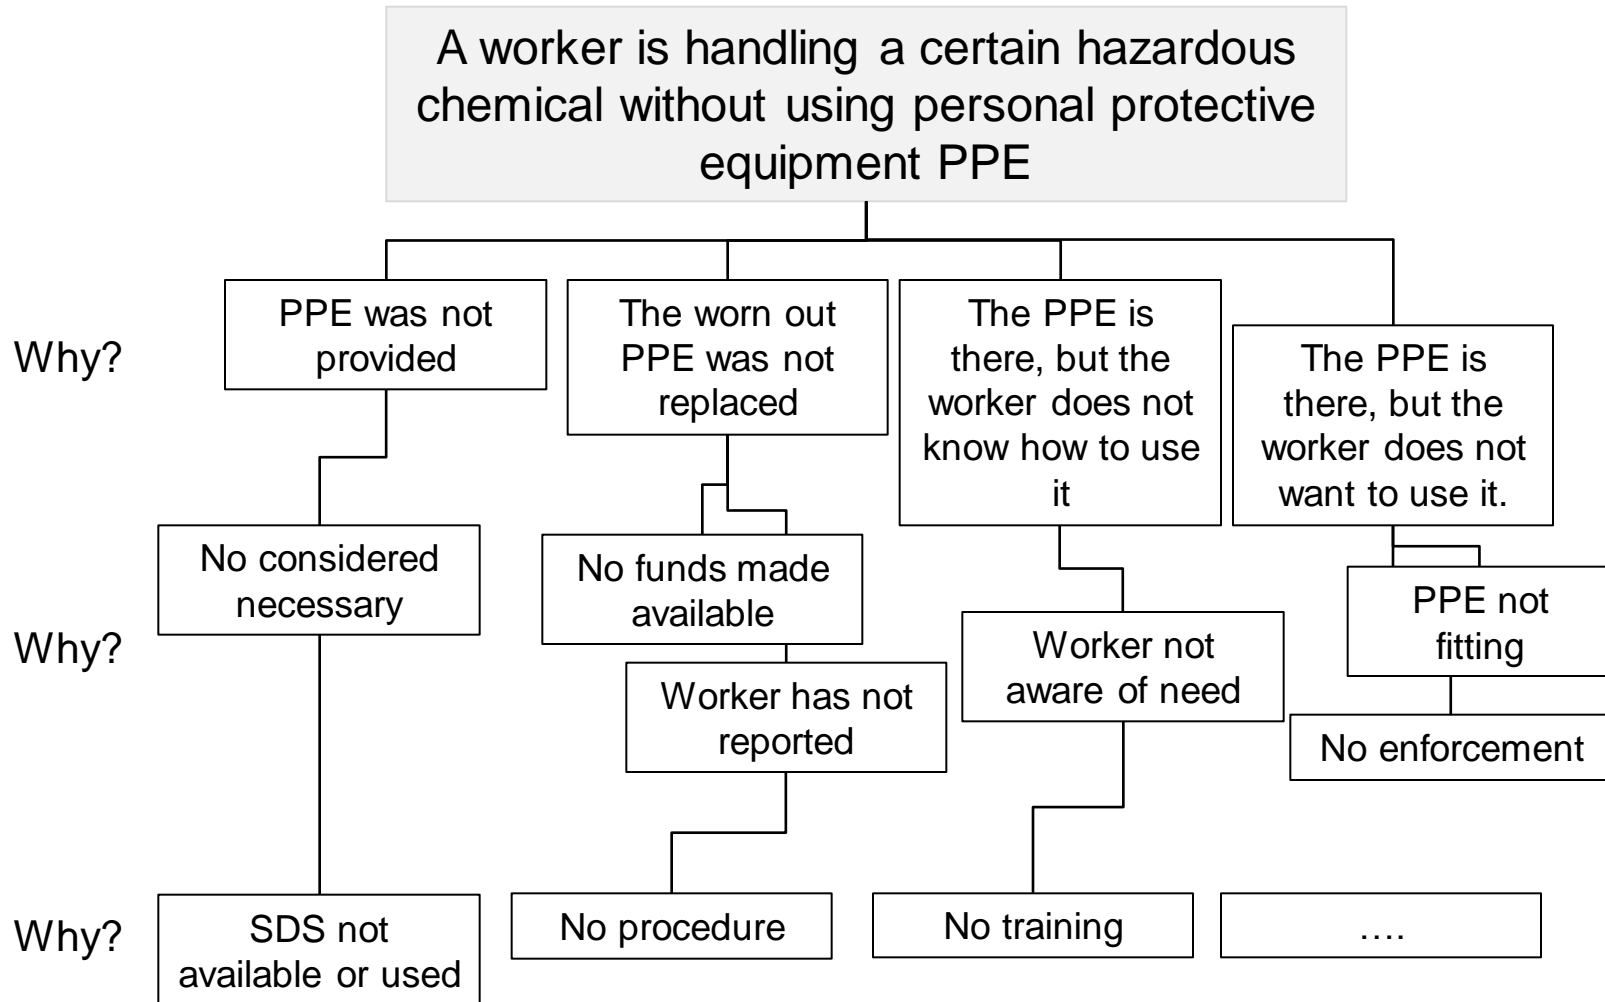 A worker is handling a certain hazardous
chemical without using personal protective
equipment PPE
Why?
PPE was not
provided
The worn out
PPE was not
replaced
The PPE is
there, but the
worker does not
know how to use
it
The PPE is
there, but the
worker does not
want to use it.
Why?
No considered
necessary
No funds made
available
Worker has not
reported
Worker not
aware of need
PPE not
fitting
No enforcement
Why?
SDS not
available or used
No procedure
No training
....